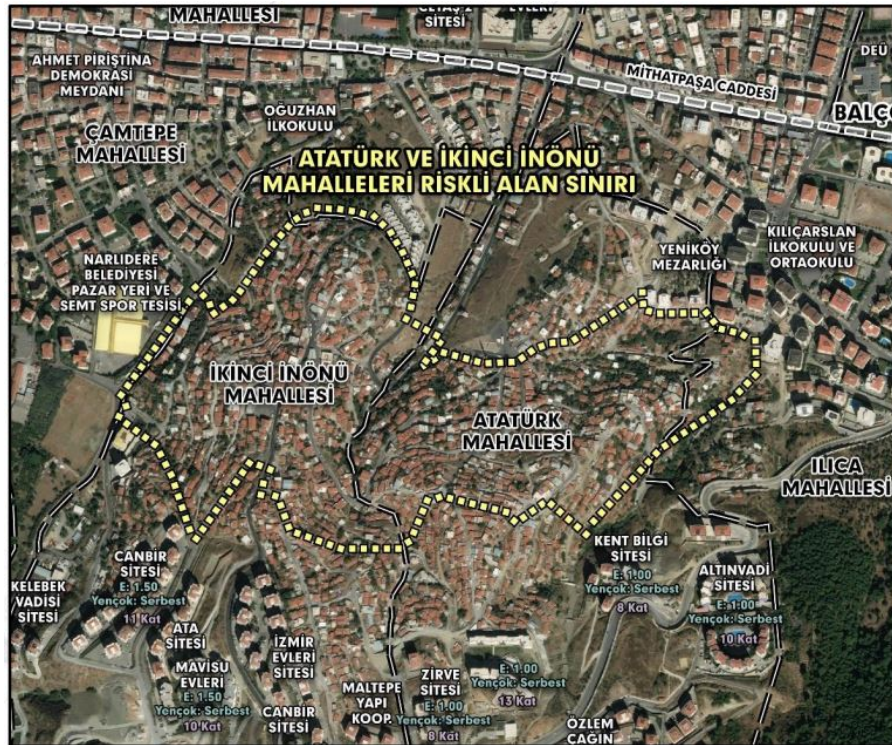 MAHALLESİ
SİTESİ
EVLERİ
AHMET PİRİŞTİNA
DEMOKRASİ
MEYDANI
MİTHATPAŞA CADDESİ
DEÜ
OĞUZHAN
İLKOKULU
ÇAMTEPE
MAHALLESİ
ATATÜRK VE İKİNCİ İNÖNÜ
MAHALLELERİ RİSKLİ ALAN SINIRI
NARLIDERE
BELEDİYESİ
PAZAR YERİ VE
SEMT SPOR TESİSİ
YENİKÖY
MEZARLIĞI
KILIÇARSLAN
İLKOKULU VE
ORTAOKULU
İKİNCİ İNÖNÜ
MAHALLESİ
ATATÜRK
MAHALLESİ
ILICA
MAHALLESİ
KELEBEK
VADİSİ
SİTESİ
CANBİR
SİTESİ
E: 1.50
Yençok: Serbest
11 Kat
ATA
SİTESİ
MAVİSU
EVLERİ
E: 1.50
Yençok: Serbest
10 Kat
İZMİR
EVLERİ
SİTESİ
CANBİR
SİTESİ
MALTEPE
YAPI
KOOP.
ZİRVE
SİTESİ
E: 1.00
Yençok: Serbest
8 Kat
E: 1.00
Yençok: Serbest
13 Kat
KENT BİLGİ
SİTESİ
E: 1.00
Yençok: Serbest
8 Kat
ALTINVADİ
SİTESİ
E: 1.00
Yençok: Serbest
10 Kat
ÖZLEM
ÇAĞIN